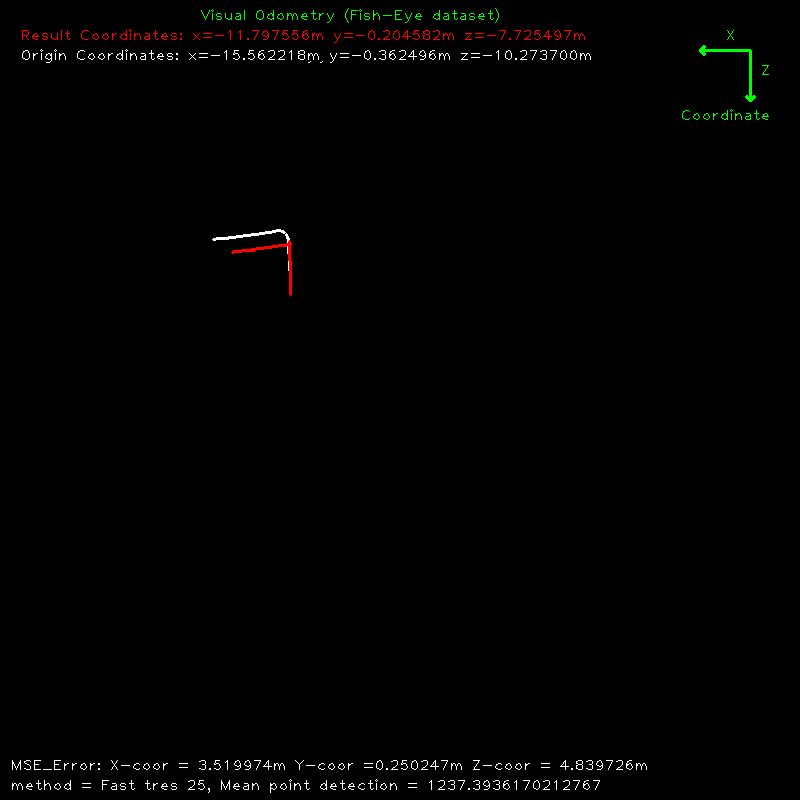 Visual Odometry (Fish-Eye dataset)
Result Coordinates: x=-11.797556m y=-0.204582m z=-7.725497m
Origin Coordinates: x=-15.562218m, y=-0.362496m z=-10.273700m
X
Z
Coordinate
MSE_Error: X-coor = 3.519974m Y-coor =0.250247m Z-coor = 4.839726m
method = Fast tres 25, Mean point detection = 1237.3936170212767